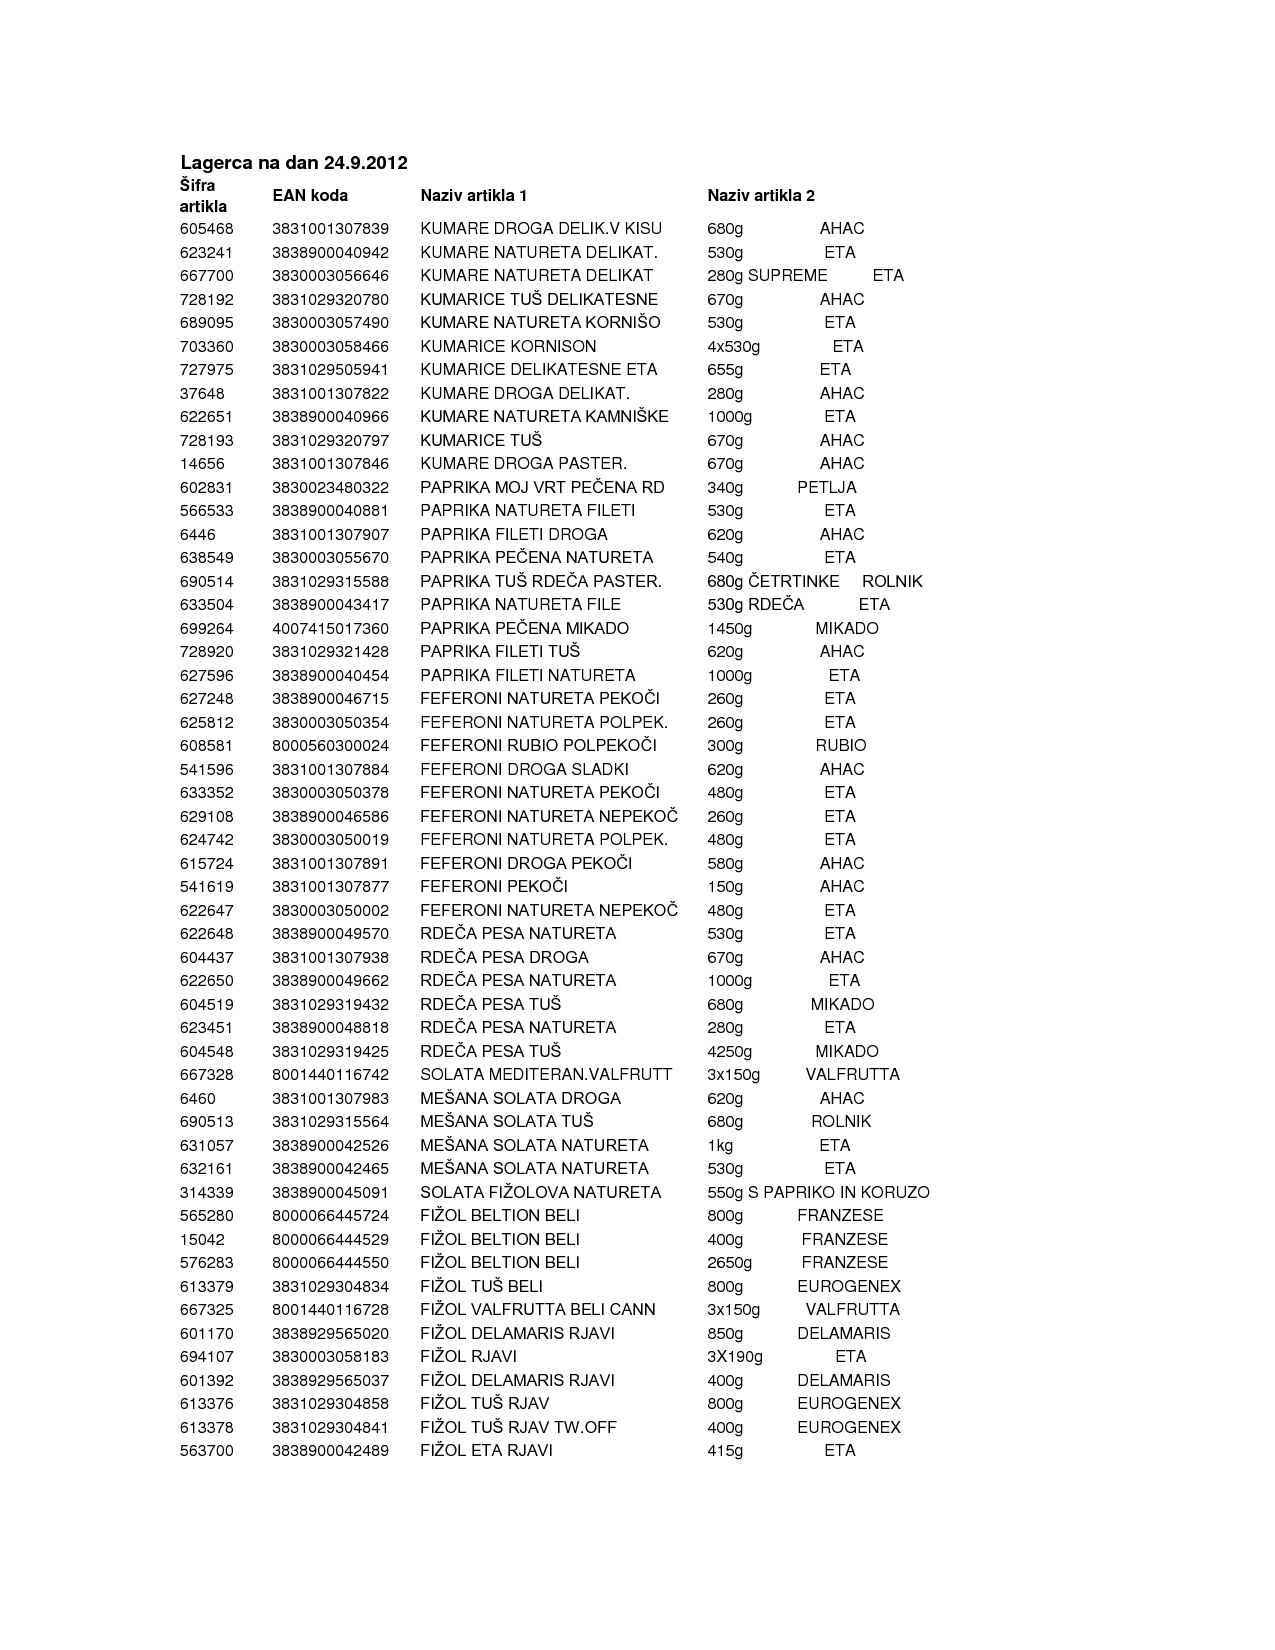 Lagerca na dan 24.9.2012
Šifra artikla EAN koda Naziv artikla 1 Naziv artikla 2
605468 3831001307839 KUMARE DROGA DELIK.V KISU 680g AHAC
623241 3838900040942 KUMARE NATURETA DELIKAT. 530g ETA
667700 3830003056646 KUMARE NATURETA DELIKAT 280g SUPREME ETA
728192 3831029320780 KUMARICE TUŠ DELIKATESNE 670g AHAC
689095 3830003057490 KUMARE NATURETA KORNIŠO 530g ETA
703360 3830003058466 KUMARICE KORNISON 4x530g ETA
727975 3831029505941 KUMARICE DELIKATESNE ETA 655g ETA
37648 3831001307822 KUMARE DROGA DELIKAT. 280g AHAC
622651 3838900040966 KUMARE NATURETA KAMNIŠKE 1000g ETA
728193 3831029320797 KUMARICE TUŠ 670g AHAC
14656 3831001307846 KUMARE DROGA PASTER. 670g AHAC
602831 3830023480322 PAPRIKA MOJ VRT PEČENA RD 340g PETLJA
566533 3838900040881 PAPRIKA NATURETA FILETI 530g ETA
6446 3831001307907 PAPRIKA FILETI DROGA 620g AHAC
638549 3830003055670 PAPRIKA PEČENA NATURETA 540g ETA
690514 3831029315588 PAPRIKA TUŠ RDEČA PASTER. 680g ČETRTINKE ROLNIK
633504 3838900043417 PAPRIKA NATURETA FILE 530g RDEČA ETA
699264 4007415017360 PAPRIKA PEČENA MIKADO 1450g MIKADO
728920 3831029321428 PAPRIKA FILETI TUŠ 620g AHAC
627596 3838900040454 PAPRIKA FILETI NATURETA 1000g ETA
627248 3838900046715 FEFERONI NATURETA PEKOČI 260g ETA
625812 3830003050354 FEFERONI NATURETA POLPEK. 260g ETA
608581 8000560300024 FEFERONI RUBIO POLPEKOČI 300g RUBIO
541596 3831001307884 FEFERONI DROGA SLADKI 620g AHAC
633352 3830003050378 FEFERONI NATURETA PEKOČI 480g ETA
629108 3838900046586 FEFERONI NATURETA NEPEKOČ 260g ETA
624742 3830003050019 FEFERONI NATURETA POLPEK. 480g ETA
615724 3831001307891 FEFERONI DROGA PEKOČI 580g AHAC
541619 3831001307877 FEFERONI PEKOČI 150g AHAC
622647 3830003050002 FEFERONI NATURETA NEPEKOČ 480g ETA
622648 3838900049570 RDEČA PESA NATURETA 530g ETA
604437 3831001307938 RDEČA PESA DROGA 670g AHAC
622650 3838900049662 RDEČA PESA NATURETA 1000g ETA
604519 3831029319432 RDEČA PESA TUŠ 680g MIKADO
623451 3838900048818 RDEČA PESA NATURETA 280g ETA
604548 3831029319425 RDEČA PESA TUŠ 4250g MIKADO
667328 8001440116742 SOLATA MEDITERAN.VALFRUTT 3x150g VALFRUTTA
6460 3831001307983 MEŠANA SOLATA DROGA 620g AHAC
690513 3831029315564 MEŠANA SOLATA TUŠ 680g ROLNIK
631057 3838900042526 MEŠANA SOLATA NATURETA 1kg ETA
632161 3838900042465 MEŠANA SOLATA NATURETA 530g ETA
314339 3838900045091 SOLATA FIŽOLOVA NATURETA 550g S PAPRIKO IN KORUZO
565280 8000066445724 FIŽOL BELTION BELI 800g FRANZESE
15042 8000066444529 FIŽOL BELTION BELI 400g FRANZESE
576283 8000066444550 FIŽOL BELTION BELI 2650g FRANZESE
613379 3831029304834 FIŽOL TUŠ BELI 800g EUROGENEX
667325 8001440116728 FIŽOL VALFRUTTA BELI CANN 3x150g VALFRUTTA
601170 3838929565020 FIŽOL DELAMARIS RJAVI 850g DELAMARIS
694107 3830003058183 FIŽOL RJAVI 3X190g ETA
601392 3838929565037 FIŽOL DELAMARIS RJAVI 400g DELAMARIS
613376 3831029304858 FIŽOL TUŠ RJAV 800g EUROGENEX
613378 3831029304841 FIŽOL TUŠ RJAV TW.OFF 400g EUROGENEX
563700 3838900042489 FIŽOL ETA RJAVI 415g ETA